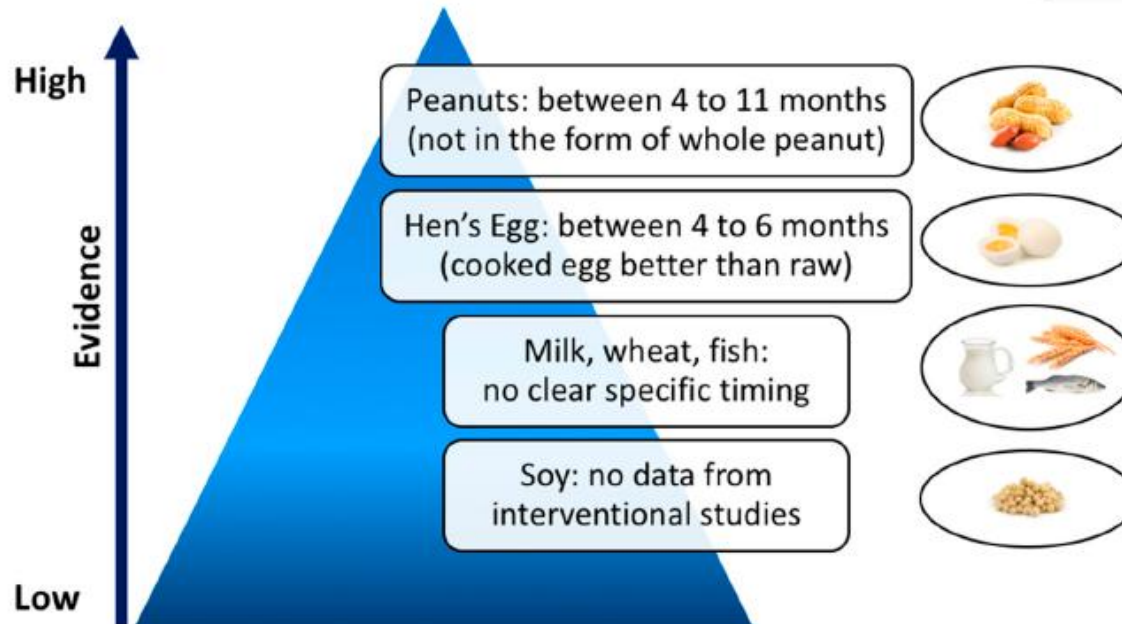 High
Peanuts: between 4 to 11 months
(not in the form of whole peanut)
Hen's Egg: between 4 to 6 months
(cooked egg better than raw)
Evidence
Milk, wheat, fish:
no clear specific timing
Soy: no data from
interventional studies
Low